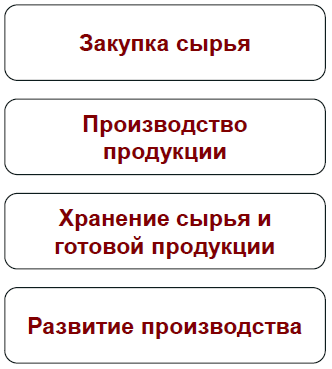 Закупка сырья
Производство
продукции
Хранение сырья и
готовой продукции
Развитие производства